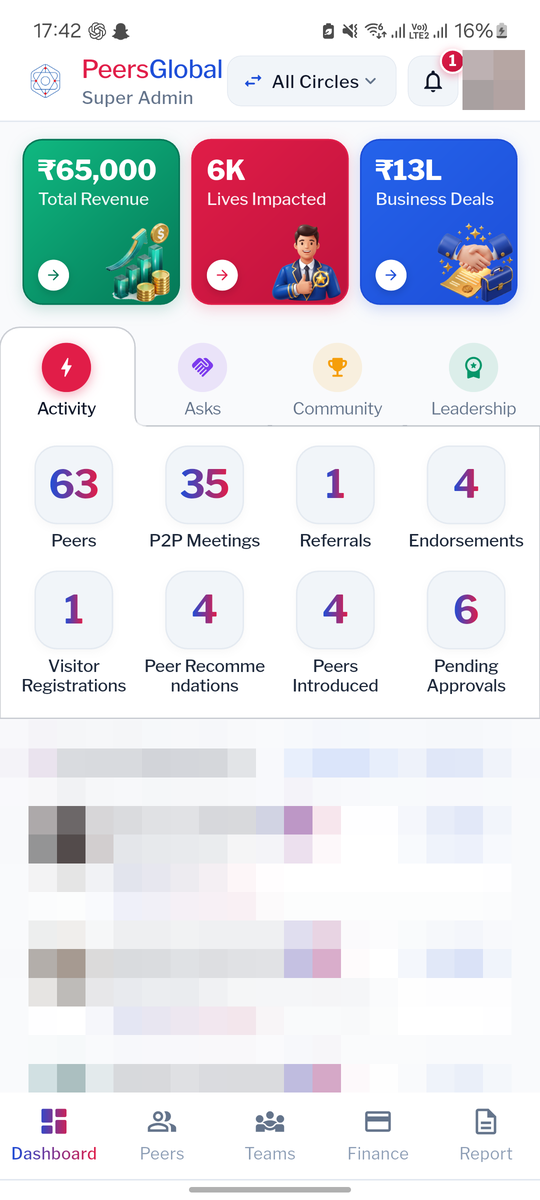 17:42
Vo))
LTE2
16%
PeersGlobal
Super Admin
All Circles
1
₹65,000
Total Revenue
6K
Lives Impacted
₹13L
Business Deals
Activity
Asks
Community
Leadership
63
35
1
4
Peers
P2P Meetings
Referrals
Endorsements
1
4
4
6
Visitor
Registrations
Peer Recomme
ndations
Peers
Introduced
Pending
Approvals
Dashboard
Peers
Teams
Finance
Report